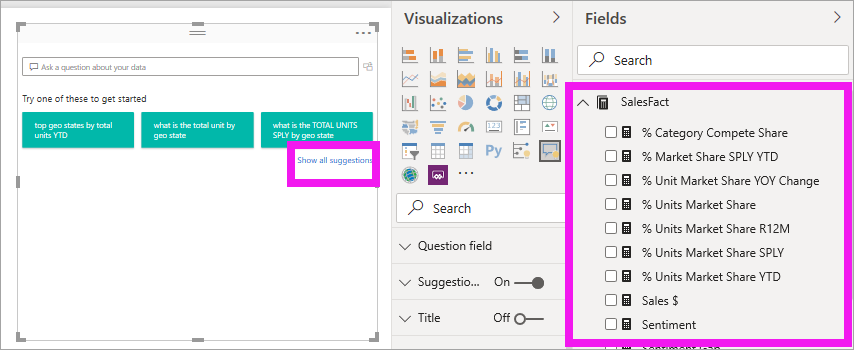 Ask a question about your data
Try one of these to get started
top geo states by total
units YTD
what is the total unit by
geo state
what is the TOTAL UNITS
SPLY by geo state
Show all suggestions
Visualizations
123
R
Py
Search
Question field
Suggestio... On
Title Off
Fields
Search
SalesFact
% Category Compete Share
% Market Share SPLY YTD
% Unit Market Share YOY Change
% Units Market Share
% Units Market Share R12M
% Units Market Share SPLY
% Units Market Share YTD
Sales $
Sentiment
Sentiment Gap